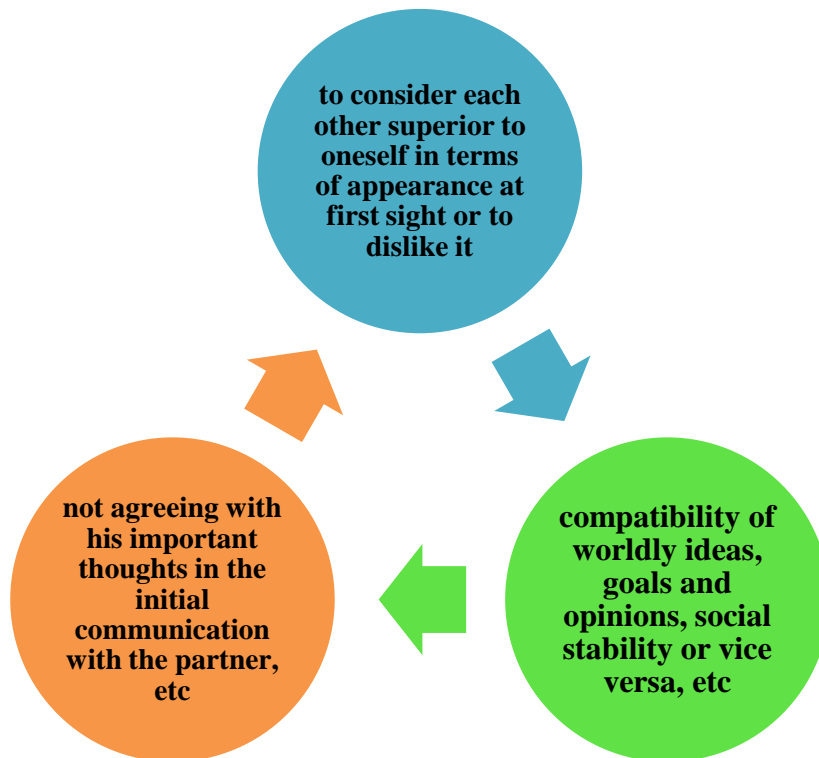 to consider each
other superior to
oneself in terms
of appearance at
first sight or to
dislike it
compatibility of
worldly ideas,
goals and
opinions, social
stability or vice
versa, etc
not agreeing with
his important
thoughts in the
initial
communication
with the partner,
etc